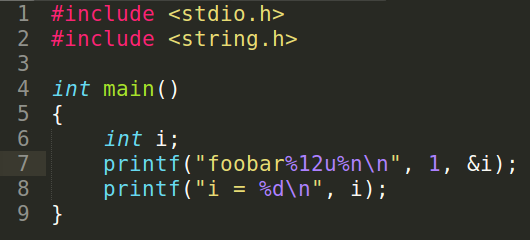 1 #include <stdio.h>
2 #include <string.h>
3
4 int main()
5 {
6     int i;
7     printf("foobar%12u%n\n", 1, &i);
8     printf("i = %d\n", i);
9 }